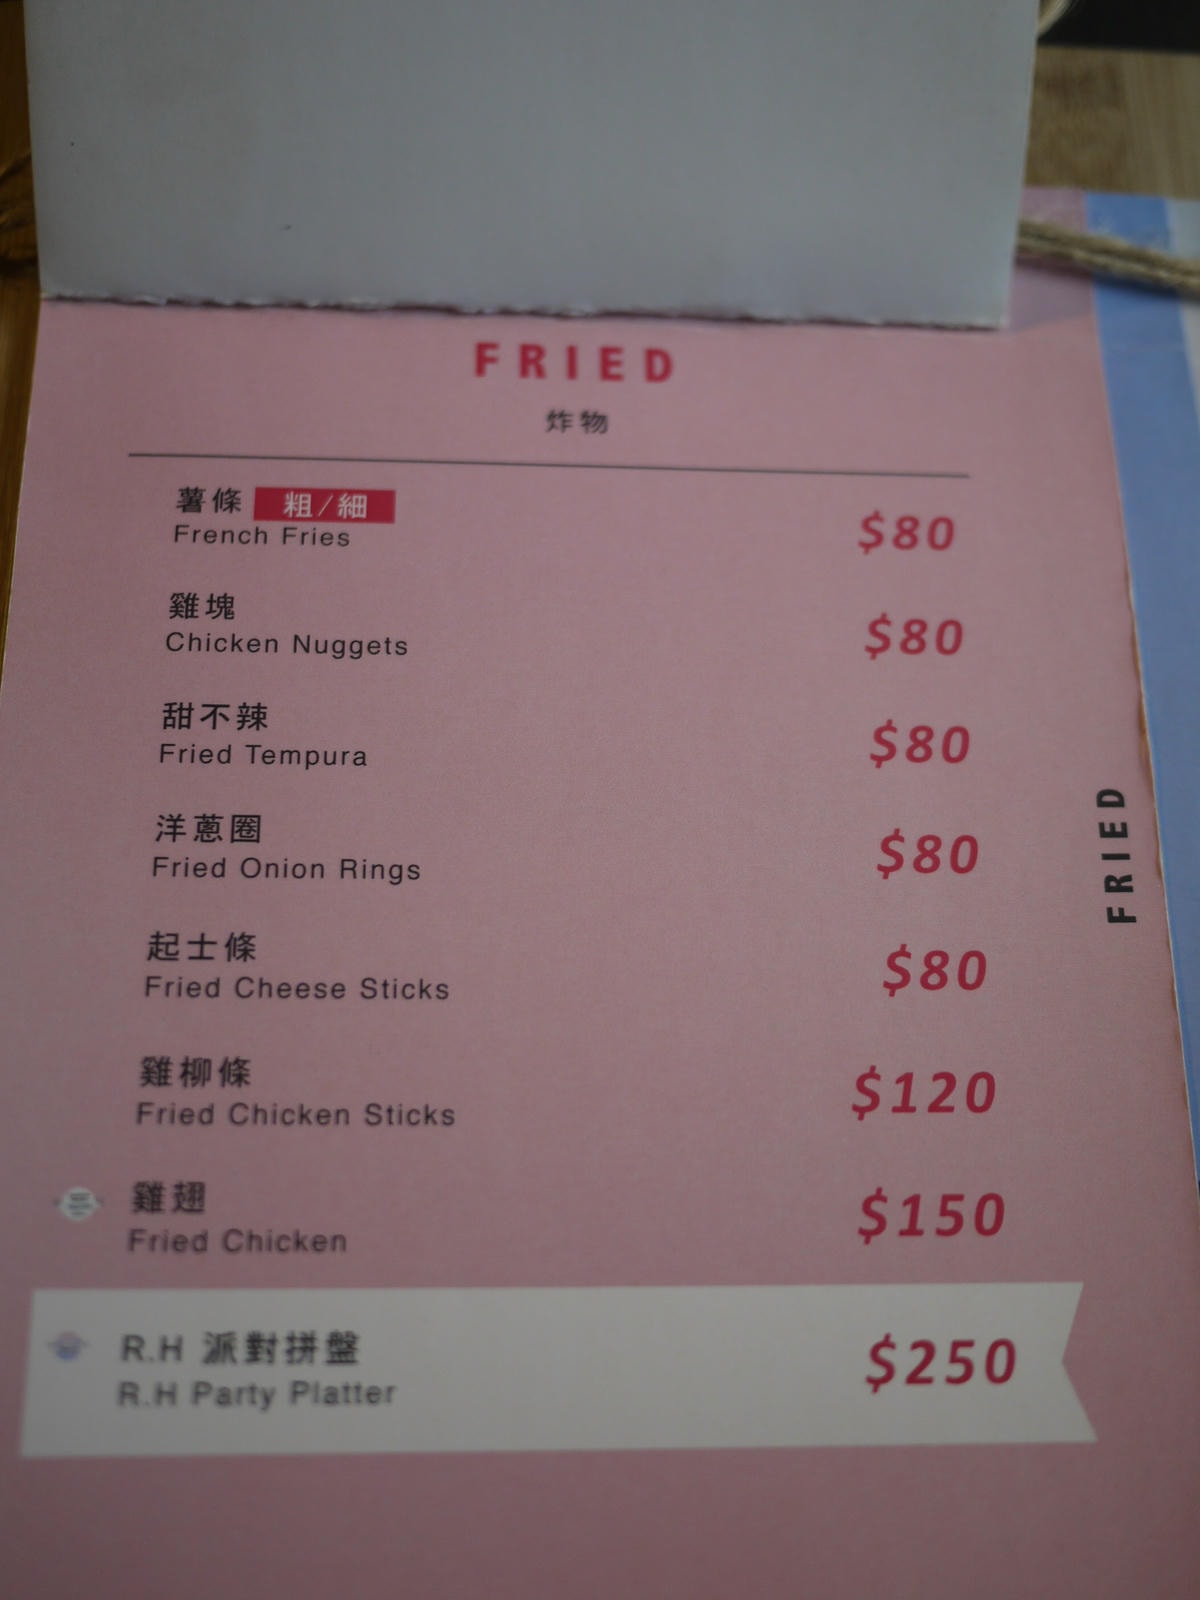 FRIED
炸物
薯條 粗/細
French Fries
$80
雞塊
Chicken Nuggets
$80
甜不辣
Fried Tempura
$80
洋蔥圈
Fried Onion Rings
$80
起士條
Fried Cheese Sticks
$80
雞柳條
Fried Chicken Sticks
$120
雞翅
Fried Chicken
$150
R.H 派對拼盤
R.H Party Platter
$250
FRIED